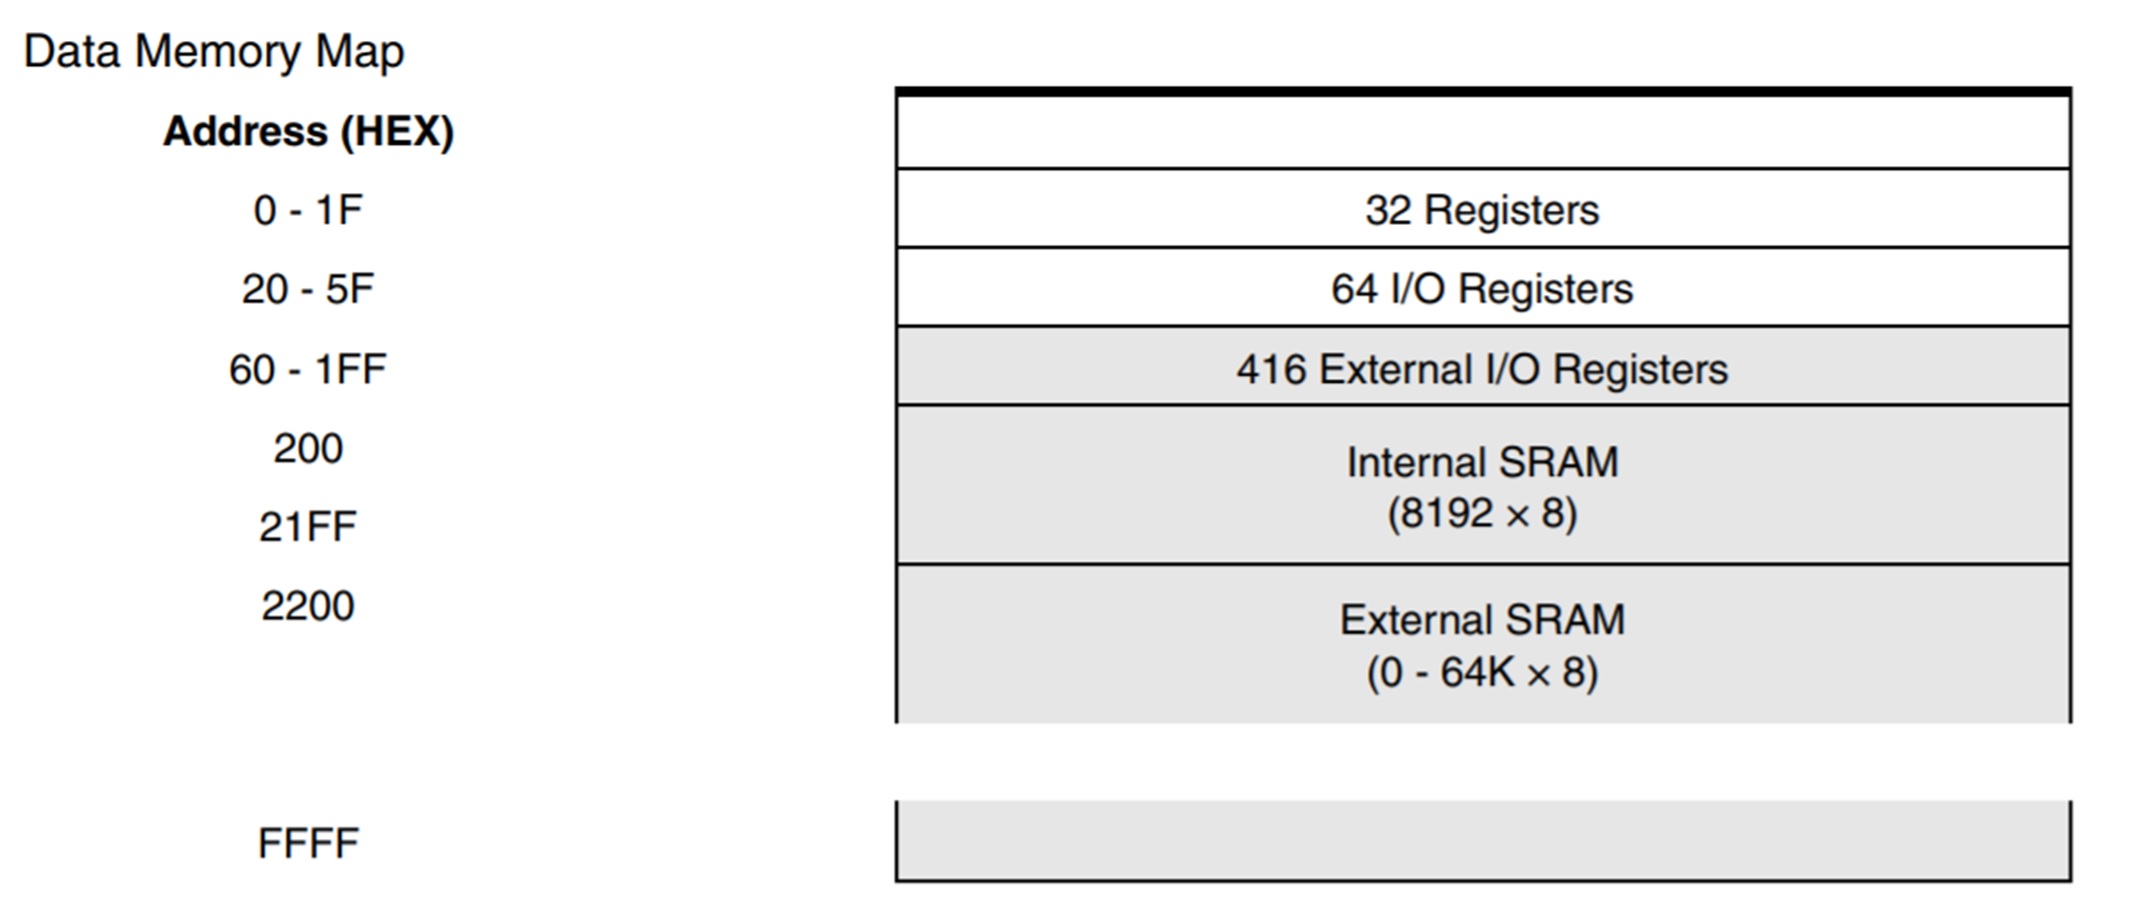 Data Memory Map
Address (HEX)
0 - 1F
32 Registers
20 - 5F
64 I/O Registers
60 - 1FF
416 External I/O Registers
200
Internal SRAM
(8192 × 8)
21FF
2200
External SRAM
(0 - 64K × 8)
FFFF